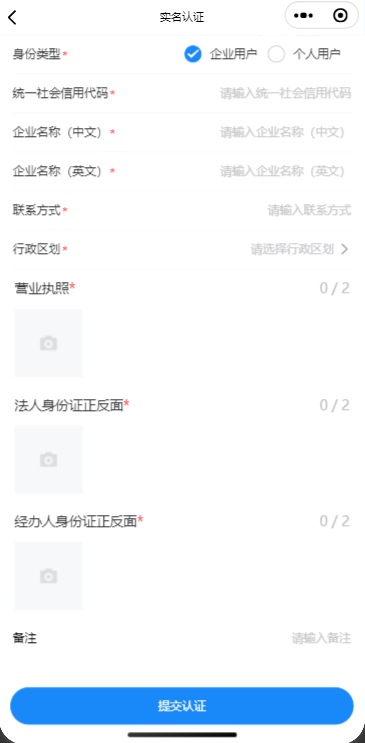 实名认证
身份类型* 企业用户 个人用户
统一社会信用代码* 请输入统一社会信用代码
企业名称（中文）* 请输入企业名称（中文）
企业名称（英文）* 请输入企业名称（英文）
联系方式* 请输入联系方式
行政区划* 请选择行政区划
营业执照* 0/2
法人身份证正反面* 0/2
经办人身份证正反面* 0/2
备注 请输入备注
提交认证